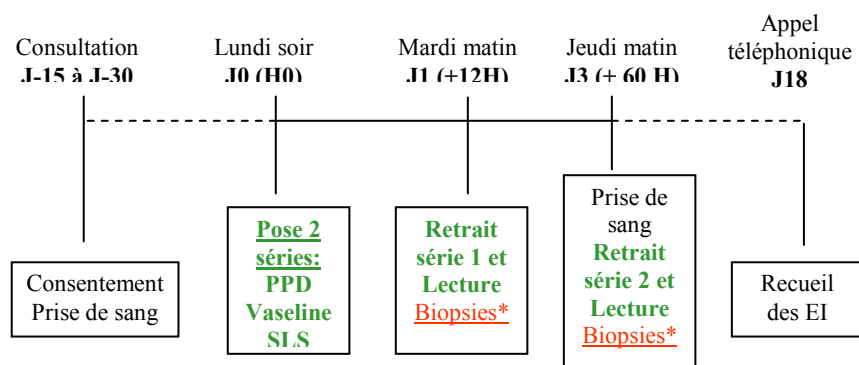 Consultation
J-15 à J-30
Lundi soir
J0 (H0)
Mardi matin
J1 (+12H)
Jeudi matin
J3 (+ 60 H)
Appel
téléphonique
J18
Consentement
Prise de sang
Pose 2
séries:
PPD
Vaseline
SLS
Retrait
série 1 et
Lecture
Biopsies*
Prise de
sang
Retrait
série 2 et
Lecture
Biopsies*
Recueil
des EI